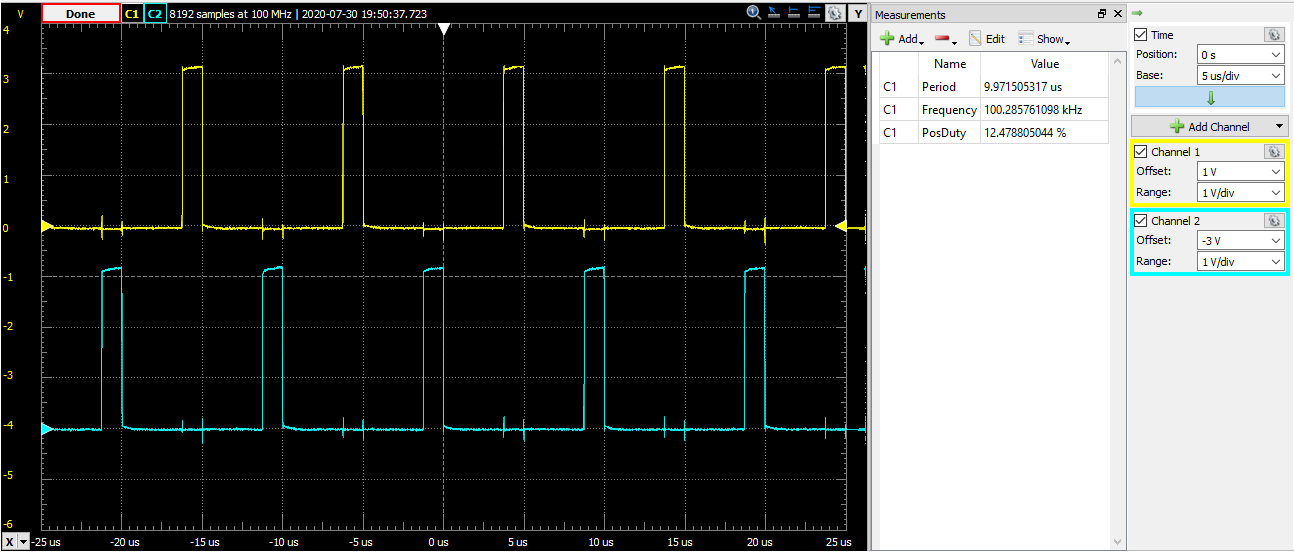 V Done C1 C2 8192 samples at 100 MHz | 2020-07-30 19:50:37.723 Y
4
3
2
1
0
-1
-2
-3
-4
-5
-6
X -25 us -20 us -15 us -10 us -5 us 0 us 5 us 10 us 15 us 20 us 25 us
Measurements
Add Edit Show
Name Value
C1 Period 9.971505317 us
C1 Frequency 100.285761098 kHz
C1 PosDuty 12.478805044 %
Time
Position: 0 s
Base: 5 us/div
Add Channel
Channel 1
Offset: 1 V
Range: 1 V/div
Channel 2
Offset: -3 V
Range: 1 V/div